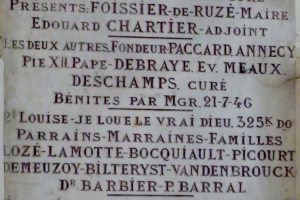 PRÉSENTS: FOISSIER-DE-RUZÉ-MAIRE
EDOUARD CHARTIER-ADJOINT
LES DEUX AUTRES, FONDEUR-PACCARD, ANNECY
PIE XII, PAPE-DEBRAYE, EV. MEAUX,
DESCHAMPS, CURÉ
BÉNITES PAR MGR, 21-7-46
2° LOUISE-JE LOUE LE VRAI DIEU, 325K DO
PARRAINS-MARRAINES-FAMILLES
LOZÉ-LAMOTTE-BOCQUIAULT-PICOURT
DEMEUZOY-BILTERYST-VANDENBROUCK
DR BARBIER-P. BARRAL